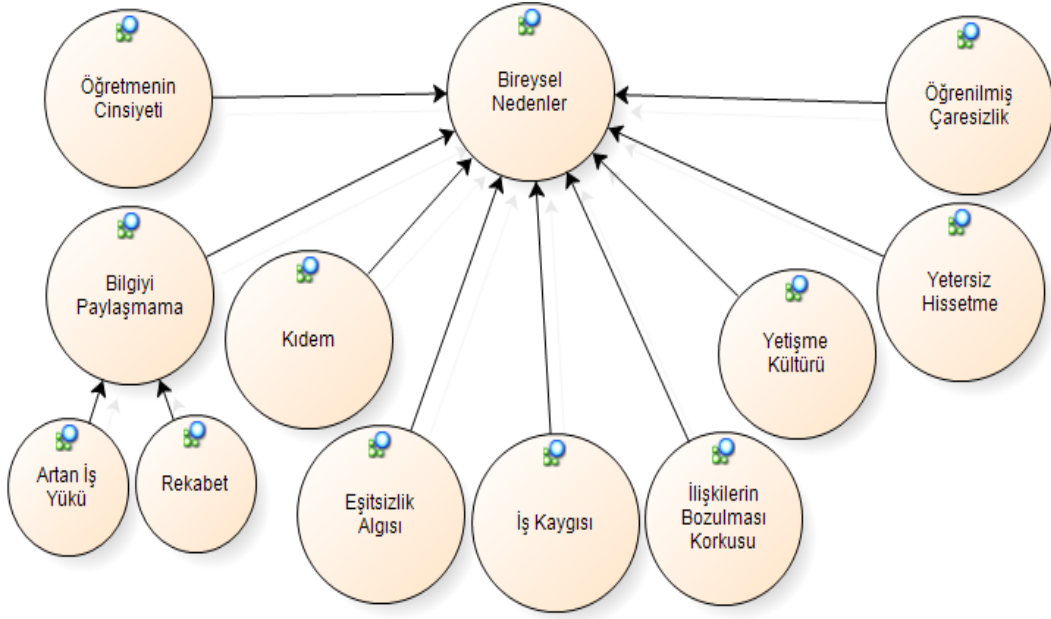 Öğretmenin
Cinsiyeti
Bireysel
Nedenler
Öğrenilmiş
Çaresizlik
Bilgiyi
Paylaşmama
Kıdem
Yetişme
Kültürü
Yetersiz
Hissetme
Artan İş
Yükü
Rekabet
Eşitsizlik
Algısı
İş Kaygısı
İlişkilerin
Bozulması
Korkusu